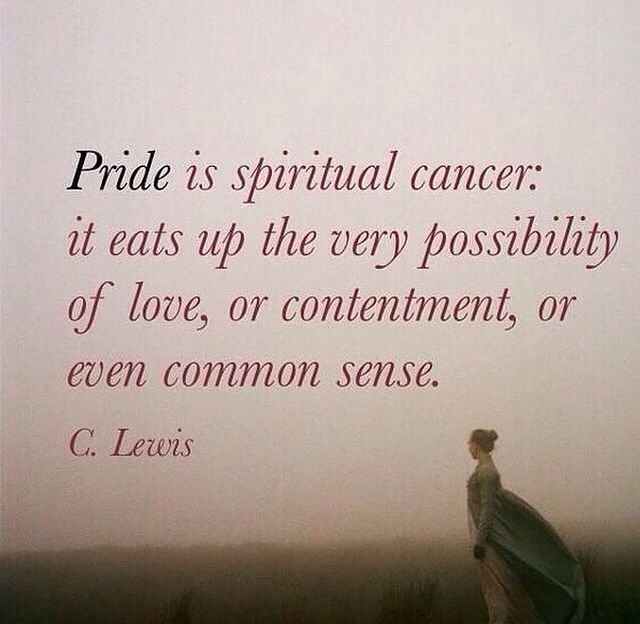 Pride is spiritual cancer:
it eats up the very possibility
of love, or contentment, or
even common sense.
C. Lewis